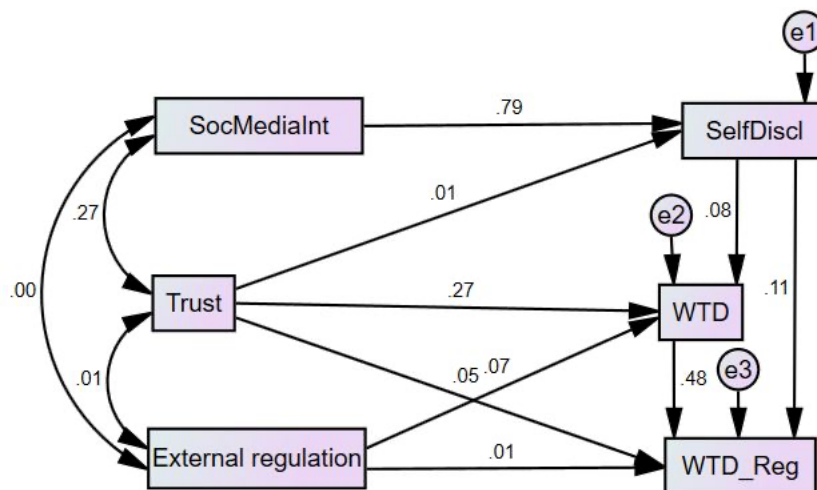 e1
SocMediaInt
.79
SelfDiscl
.27
.01
e2
.08
.00
Trust
.27
WTD
.11
.01
.05
.07
.48
e3
External regulation
.01
WTD_Reg